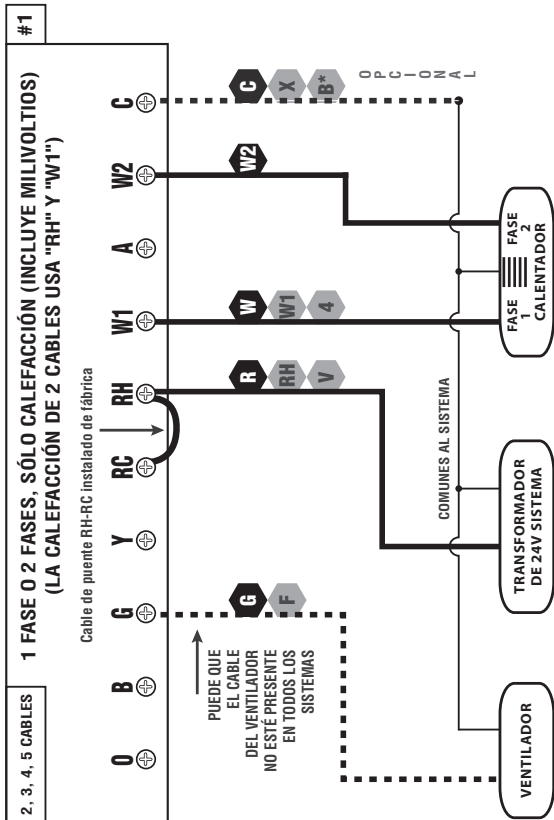 2, 3, 4, 5 CABLES
1 FASE O 2 FASES, SÓLO CALEFACCIÓN (INCLUYE MILIVOLTIOS)
(LA CALEFACCIÓN DE 2 CABLES USA "RH" Y "W1")
#1
Cable de puente RH-RC instalado de fábrica
O B G Y RC RH W1 A W2 C
G
F
R
RH
V
W
W1
4
W2
C
X
B*
OPCIONAL
PUEDE QUE
EL CABLE
DEL VENTILADOR
NO ESTÉ PRESENTE
EN TODOS LOS
SISTEMAS
COMUNES AL SISTEMA
VENTILADOR
TRANSFORMADOR
DE 24V SISTEMA
FASE FASE
1 2
CALENTADOR